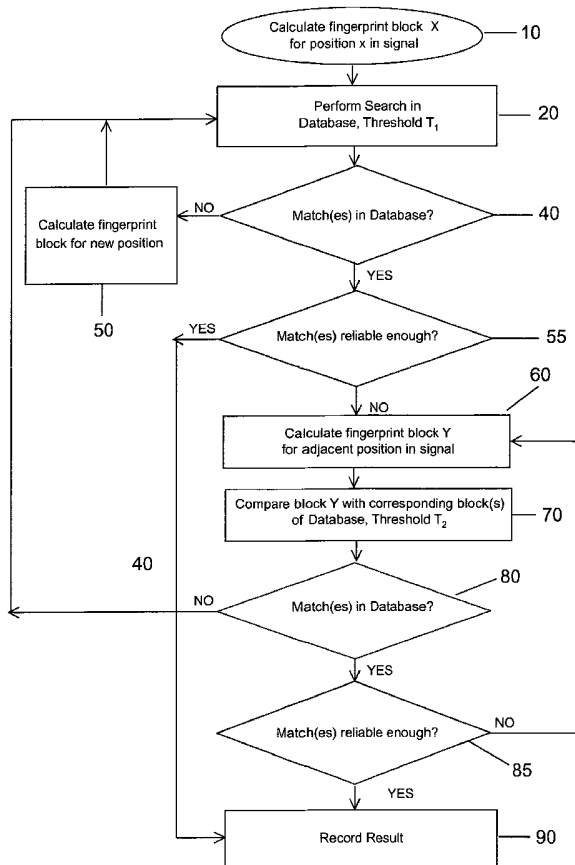 Calculate fingerprint block X
for position x in signal
10
Perform Search in
Database, Threshold T₁
20
Match(es) in Database?
NO
40
Calculate fingerprint
block for new position
50
YES
Match(es) reliable enough?
YES
55
NO
60
Calculate fingerprint block Y
for adjacent position in signal
Compare block Y with corresponding block(s)
of Database, Threshold T₂
70
40
80
Match(es) in Database?
NO
YES
Match(es) reliable enough?
NO
85
YES
Record Result
90